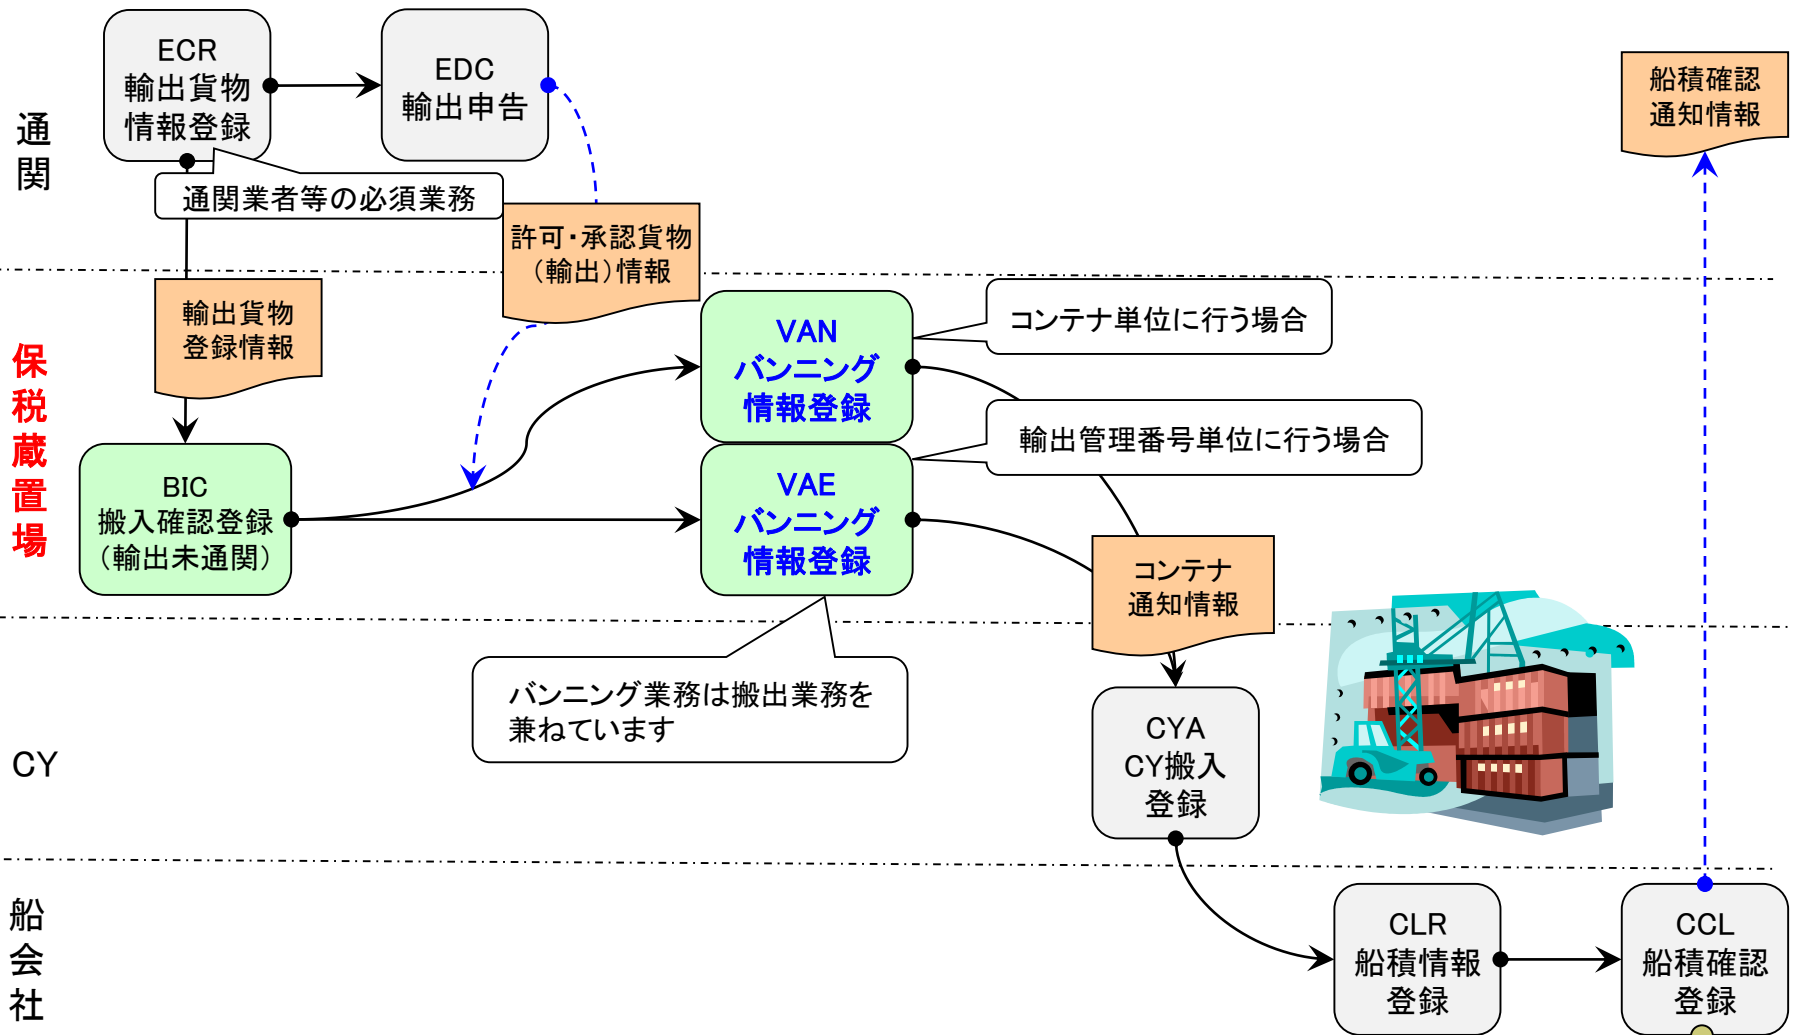 通
関
ECR
輸出貨物
情報登録
EDC
輸出申告
船積確認
通知情報
通関業者等の必須業務
許可・承認貨物
（輸出）情報
保
税
蔵
置
場
輸出貨物
登録情報
BIC
搬入確認登録
（輸出未通関）
VAN
バンニング
情報登録
コンテナ単位に行う場合
VAE
バンニング
情報登録
輸出管理番号単位に行う場合
コンテナ
通知情報
バンニング業務は搬出業務を
兼ねています
CY
CYA
CY搬入
登録
船
会
社
CLR
船積情報
登録
CCL
船積確認
登録